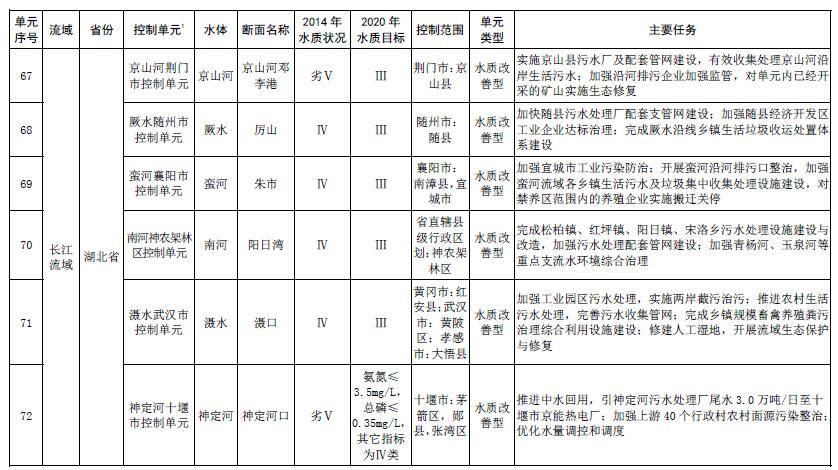 单元序号 流域 省份 控制单元¹ 水体 断面名称 2014 年水质状况 2020 年水质目标 控制范围 单元类型 主要任务
长江流域 湖北省
67 京山河荆门市控制单元 京山河 京山河邓李港 劣Ⅴ Ⅲ 荆门市:京山县 水质改善型 实施京山县污水厂及配套管网建设，有效收集处理京山河沿岸生活污水；加强沿河排污企业加强监管，对单元内已经开采的矿山实施生态修复
68 厥水随州市控制单元 厥水 厉山 Ⅳ Ⅲ 随州市:随县 水质改善型 加快随县污水处理厂配套支管网建设；加强随县经济开发区工业企业达标治理；完成厥水沿线乡镇生活垃圾收运处置体系建设
69 蛮河襄阳市控制单元 蛮河 朱市 Ⅳ Ⅲ 襄阳市:南漳县,宜城市 水质改善型 加强宜城市工业污染防治；开展蛮河沿河排污口整治，加强蛮河流域各乡镇生活污水及垃圾集中收集处理设施建设，对禁养区范围内的养殖企业实施搬迁关停
70 南河神农架林区控制单元 南河 阳日湾 Ⅳ Ⅲ 省直辖县级行政区划:神农架林区 水质改善型 完成松柏镇、红坪镇、阳日镇、宋洛乡污水处理设施建设与改造，加强污水处理配套管网建设；加强青杨河、玉泉河等重点支流水环境综合治理
71 滠水武汉市控制单元 滠水 滠口 Ⅳ Ⅲ 黄冈市:红安县;武汉市:黄陂区;孝感市:大悟县 水质改善型 加强工业园区污水处理，实施两岸截污治污；推进农村生活污水处理，完善污水收集管网；完成乡镇规模畜禽养殖粪污治理综合利用设施建设；修建人工湿地，开展流域生态保护与修复
72 神定河十堰市控制单元 神定河 神定河口 劣Ⅴ 氨氮≤3.5mg/L，总磷≤0.35mg/L，其它指标为Ⅳ类 十堰市:茅箭区，郧县,张湾区 水质改善型 推进中水回用，引神定河污水处理厂尾水 3.0 万吨/日至十堰市京能热电厂；加强上游 40 个行政村农村面源污染整治；优化水量调控和调度